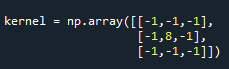 kernel = np.array([[-1,-1,-1],
[-1,8,-1],
[-1,-1,-1]])